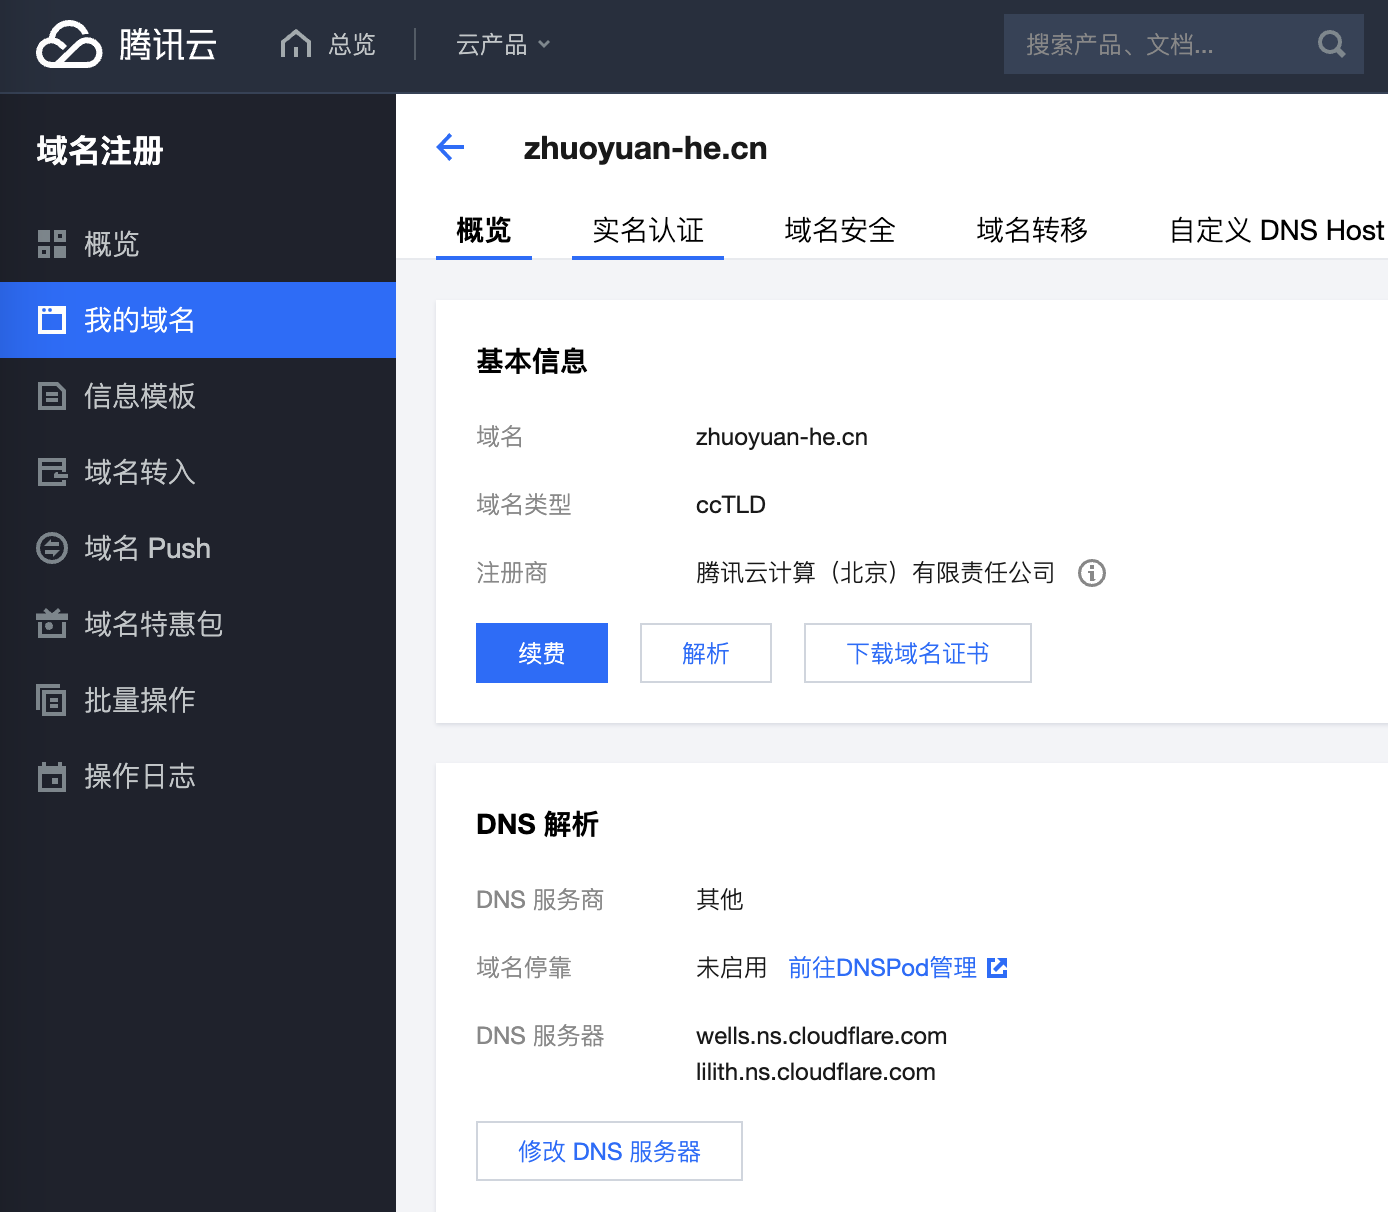 腾讯云
总览
云产品
搜索产品、文档...
域名注册
概览
我的域名
信息模板
域名转入
域名 Push
域名特惠包
批量操作
操作日志
zhuoyuan-he.cn
概览
实名认证
域名安全
域名转移
自定义 DNS Host
基本信息
域名
zhuoyuan-he.cn
域名类型
ccTLD
注册商
腾讯云计算（北京）有限责任公司
续费
解析
下载域名证书
DNS 解析
DNS 服务商
其他
域名停靠
未启用 前往DNSPod管理
DNS 服务器
wells.ns.cloudflare.com
lilith.ns.cloudflare.com
修改 DNS 服务器